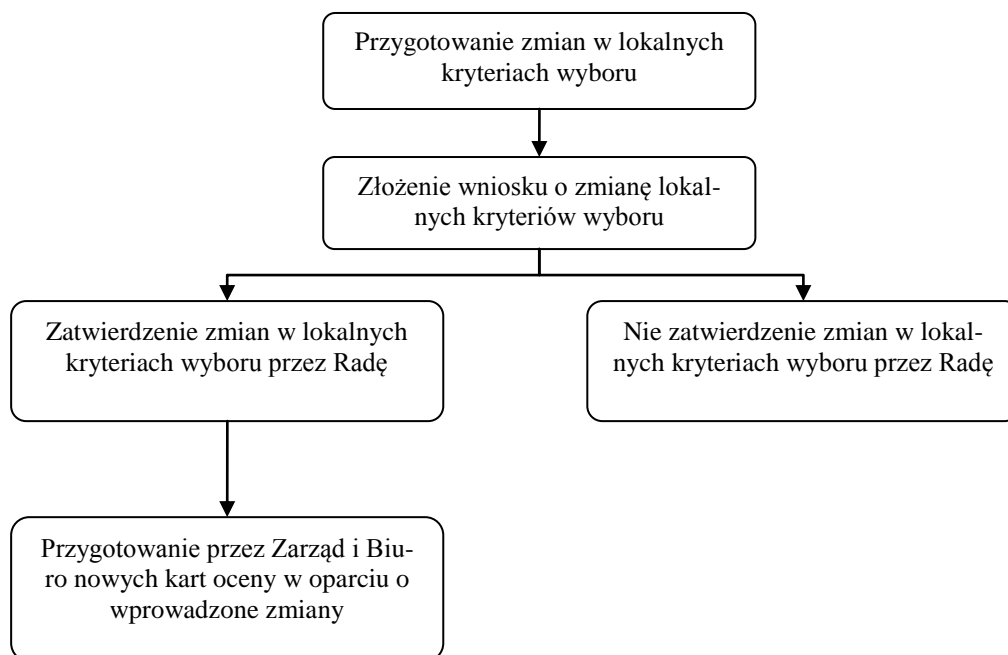 Przygotowanie zmian w lokalnych
kryteriach wyboru
Złożenie wniosku o zmianę lokal-
nych kryteriów wyboru
Zatwierdzenie zmian w lokalnych
kryteriach wyboru przez Radę
Nie zatwierdzenie zmian w lokal-
nych kryteriach wyboru przez Radę
Przygotowanie przez Zarząd i Biu-
ro nowych kart oceny w oparciu o
wprowadzone zmiany